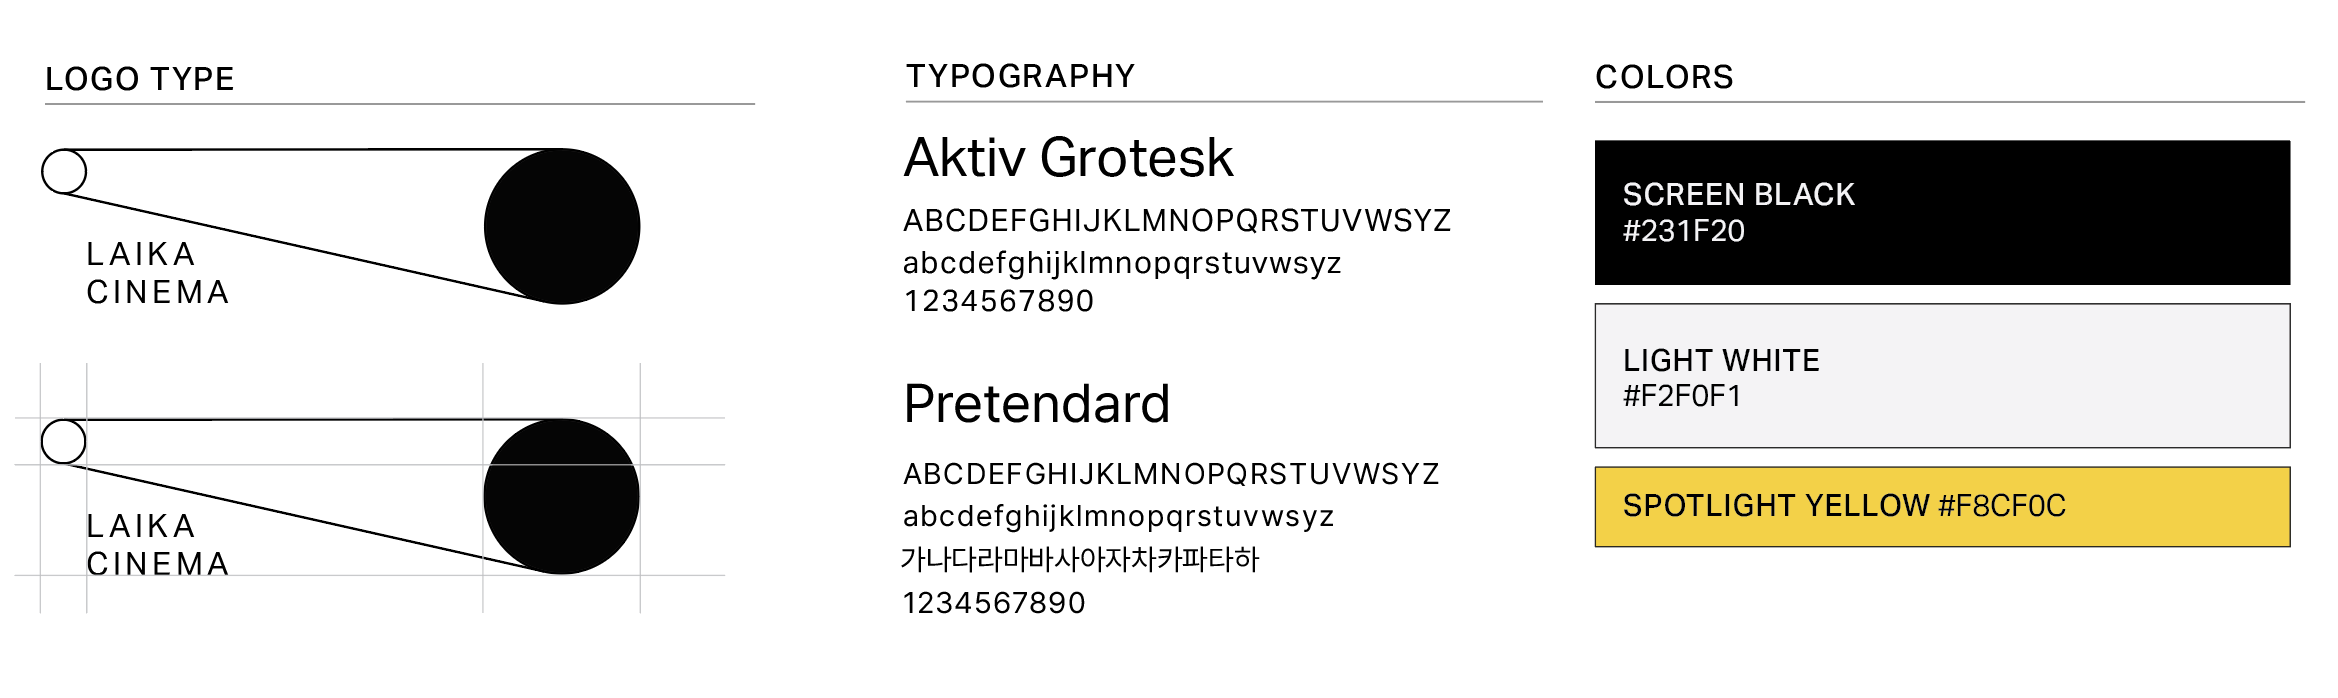 LOGO TYPE
LAIKA
CINEMA
LAIKA
CINEMA
TYPOGRAPHY
Aktiv Grotesk
ABCDEFGHIJKLMNOPQRSTUVWSYZ
abcdefghijklmnopqrstuvwsyz
1234567890
Pretendard
ABCDEFGHIJKLMNOPQRSTUVWSYZ
abcdefghijklmnopqrstuvwsyz
가나다라마바사아자차카파타하
1234567890
COLORS
SCREEN BLACK
#231F20
LIGHT WHITE
#F2F0F1
SPOTLIGHT YELLOW #F8CF0C